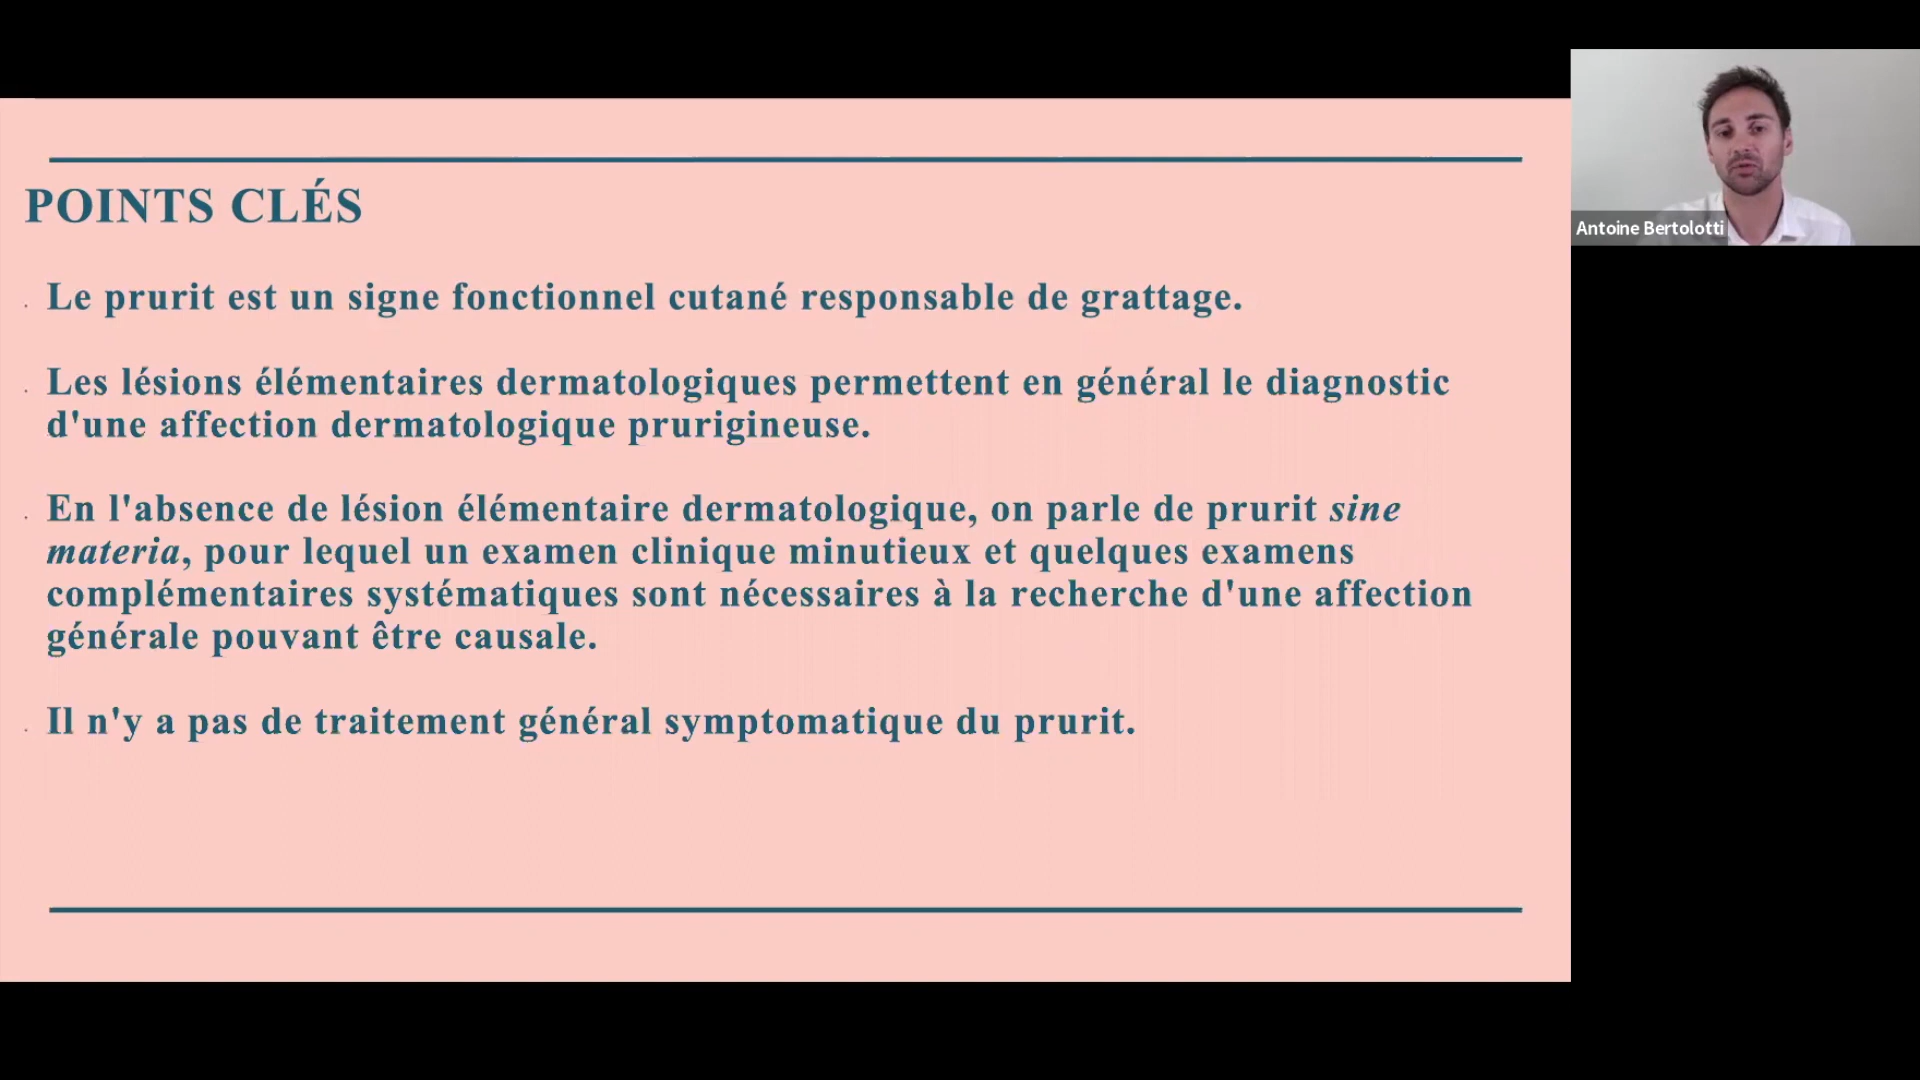 POINTS CLÉS
Le prurit est un signe fonctionnel cutané responsable de grattage.
Les lésions élémentaires dermatologiques permettent en général le diagnostic
d'une affection dermatologique prurigineuse.
En l'absence de lésion élémentaire dermatologique, on parle de prurit sine
materia, pour lequel un examen clinique minutieux et quelques examens
complémentaires systématiques sont nécessaires à la recherche d'une affection
générale pouvant être causale.
Il n'y a pas de traitement général symptomatique du prurit.
Antoine Bertolotti